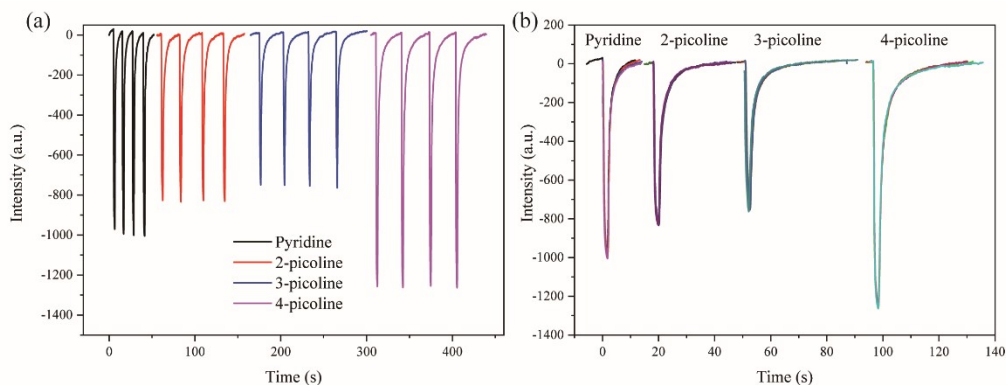 (a)
0
-200
-400
-600
-800
-1000
-1200
-1400
Intensity (a.u.)
Pyridine
2-picoline
3-picoline
4-picoline
0 100 200 300 400
Time (s)
(b)
Pyridine 2-picoline 3-picoline 4-picoline
200
0
-200
-400
-600
-800
-1000
-1200
-1400
Intensity (a.u.)
0 20 40 60 80 100 120 140
Time (s)